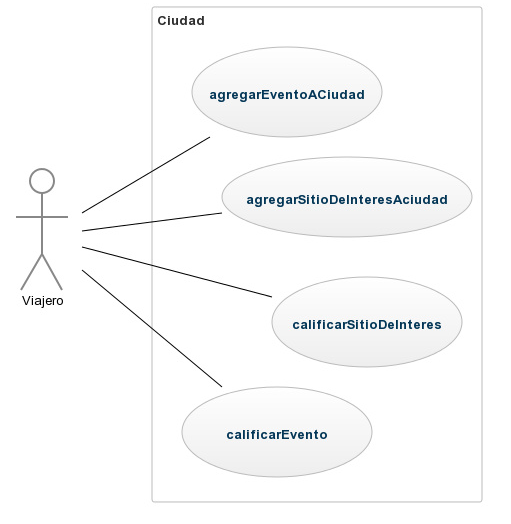 Ciudad
agregarEventoACiudad
agregarSitioDeInteresAciudad
Viajero
calificarSitioDeInteres
calificarEvento